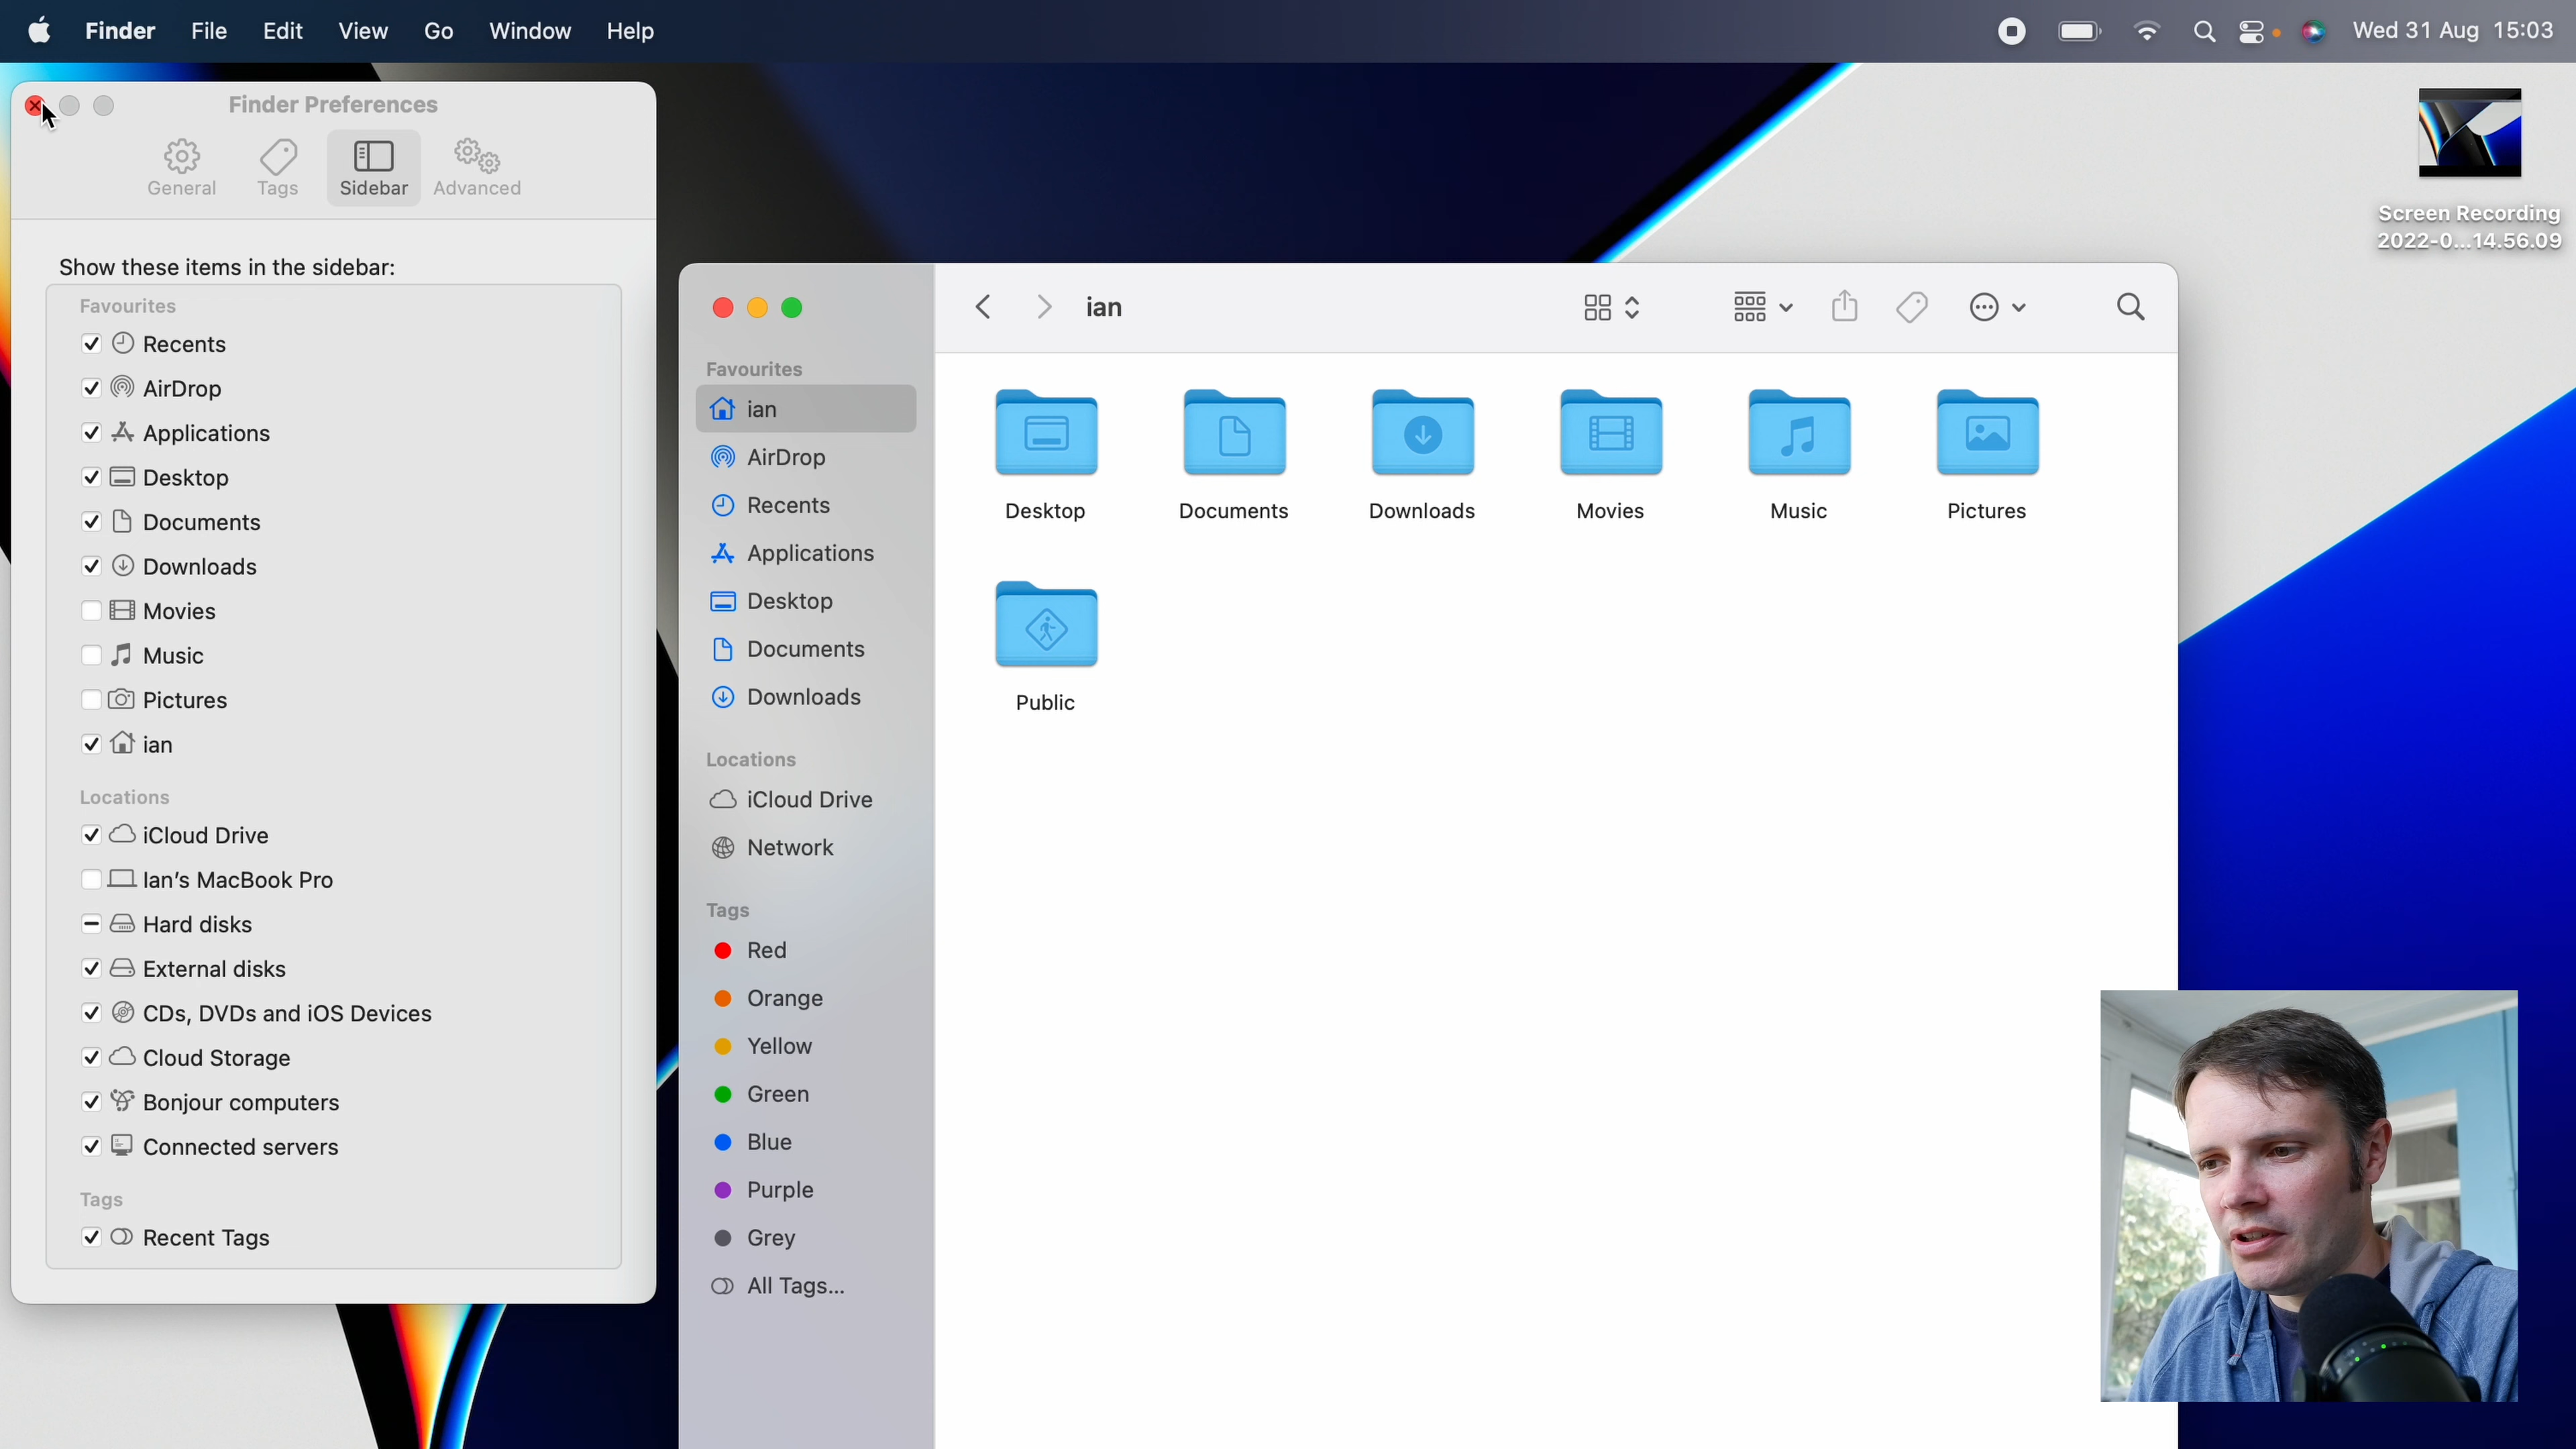 Finder File Edit View Go Window Help Wed 31 Aug 15:03
Finder Preferences
General Tags Sidebar Advanced
Show these items in the sidebar:
Favourites
Recents
AirDrop
Applications
Desktop
Documents
Downloads
Movies
Music
Pictures
ian
Locations
iCloud Drive
Ian's MacBook Pro
Hard disks
External disks
CDs, DVDs and iOS Devices
Cloud Storage
Bonjour computers
Connected servers
Tags
Recent Tags
Favourites
ian
AirDrop
Recents
Applications
Desktop
Documents
Downloads
Locations
iCloud Drive
Network
Tags
Red
Orange
Yellow
Green
Blue
Purple
Grey
All Tags...
ian
Desktop Documents Downloads Movies Music Pictures
Public
Screen Recording
2022-0...14.56.09